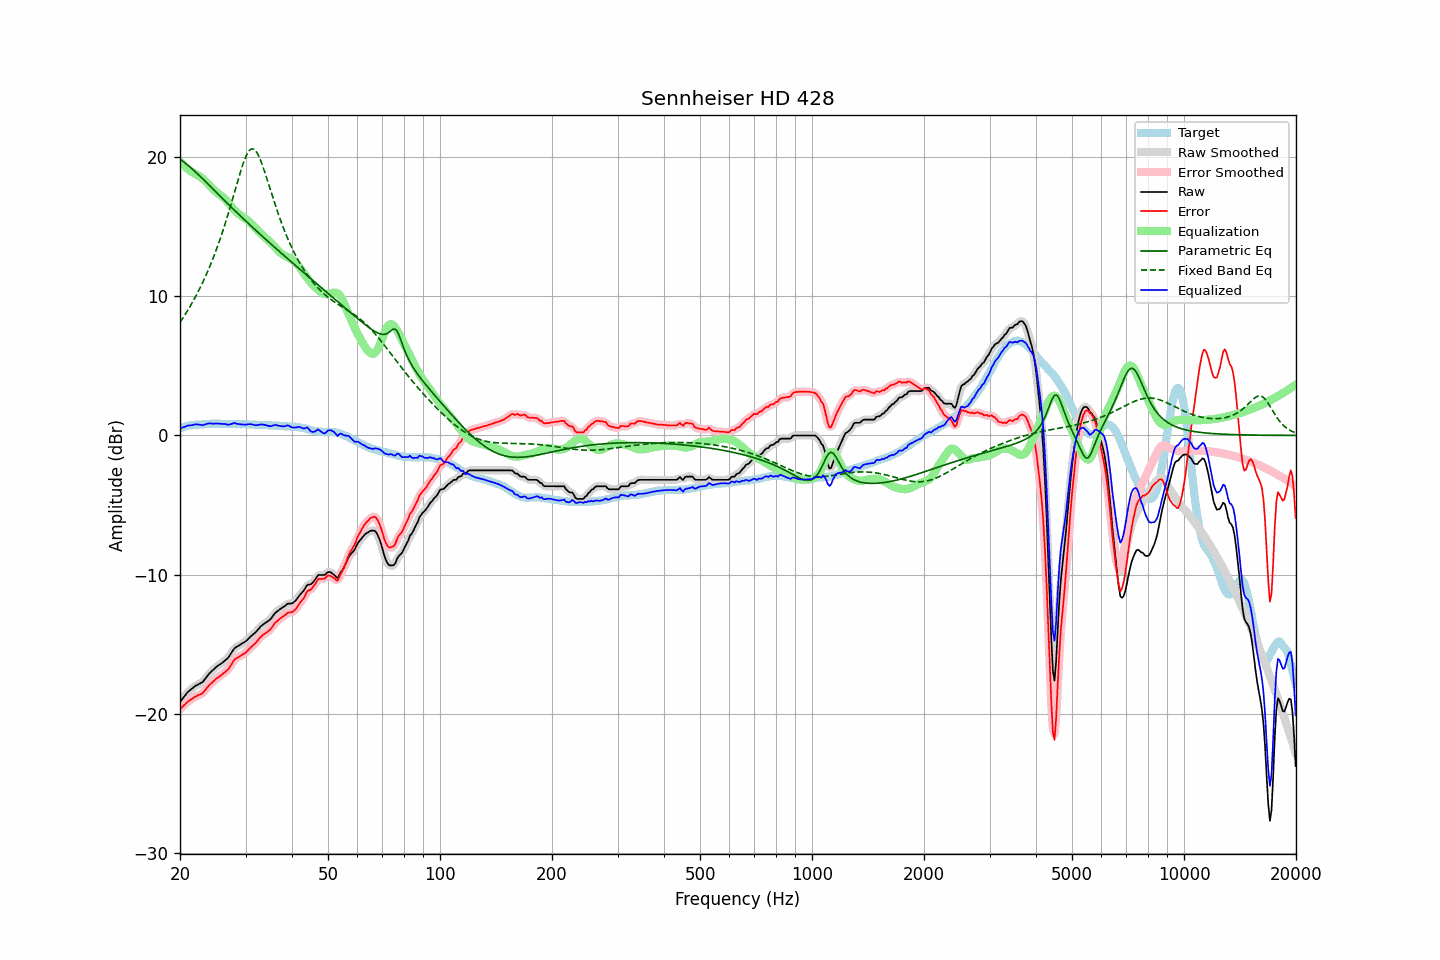 Sennheiser HD 428
Target
Raw Smoothed
Error Smoothed
Raw
Error
Equalization
Parametric Eq
Fixed Band Eq
Equalized
Amplitude (dBr)
20
10
0
−10
−20
−30
20
50
100
200
500
1000
2000
5000
10000
20000
Frequency (Hz)